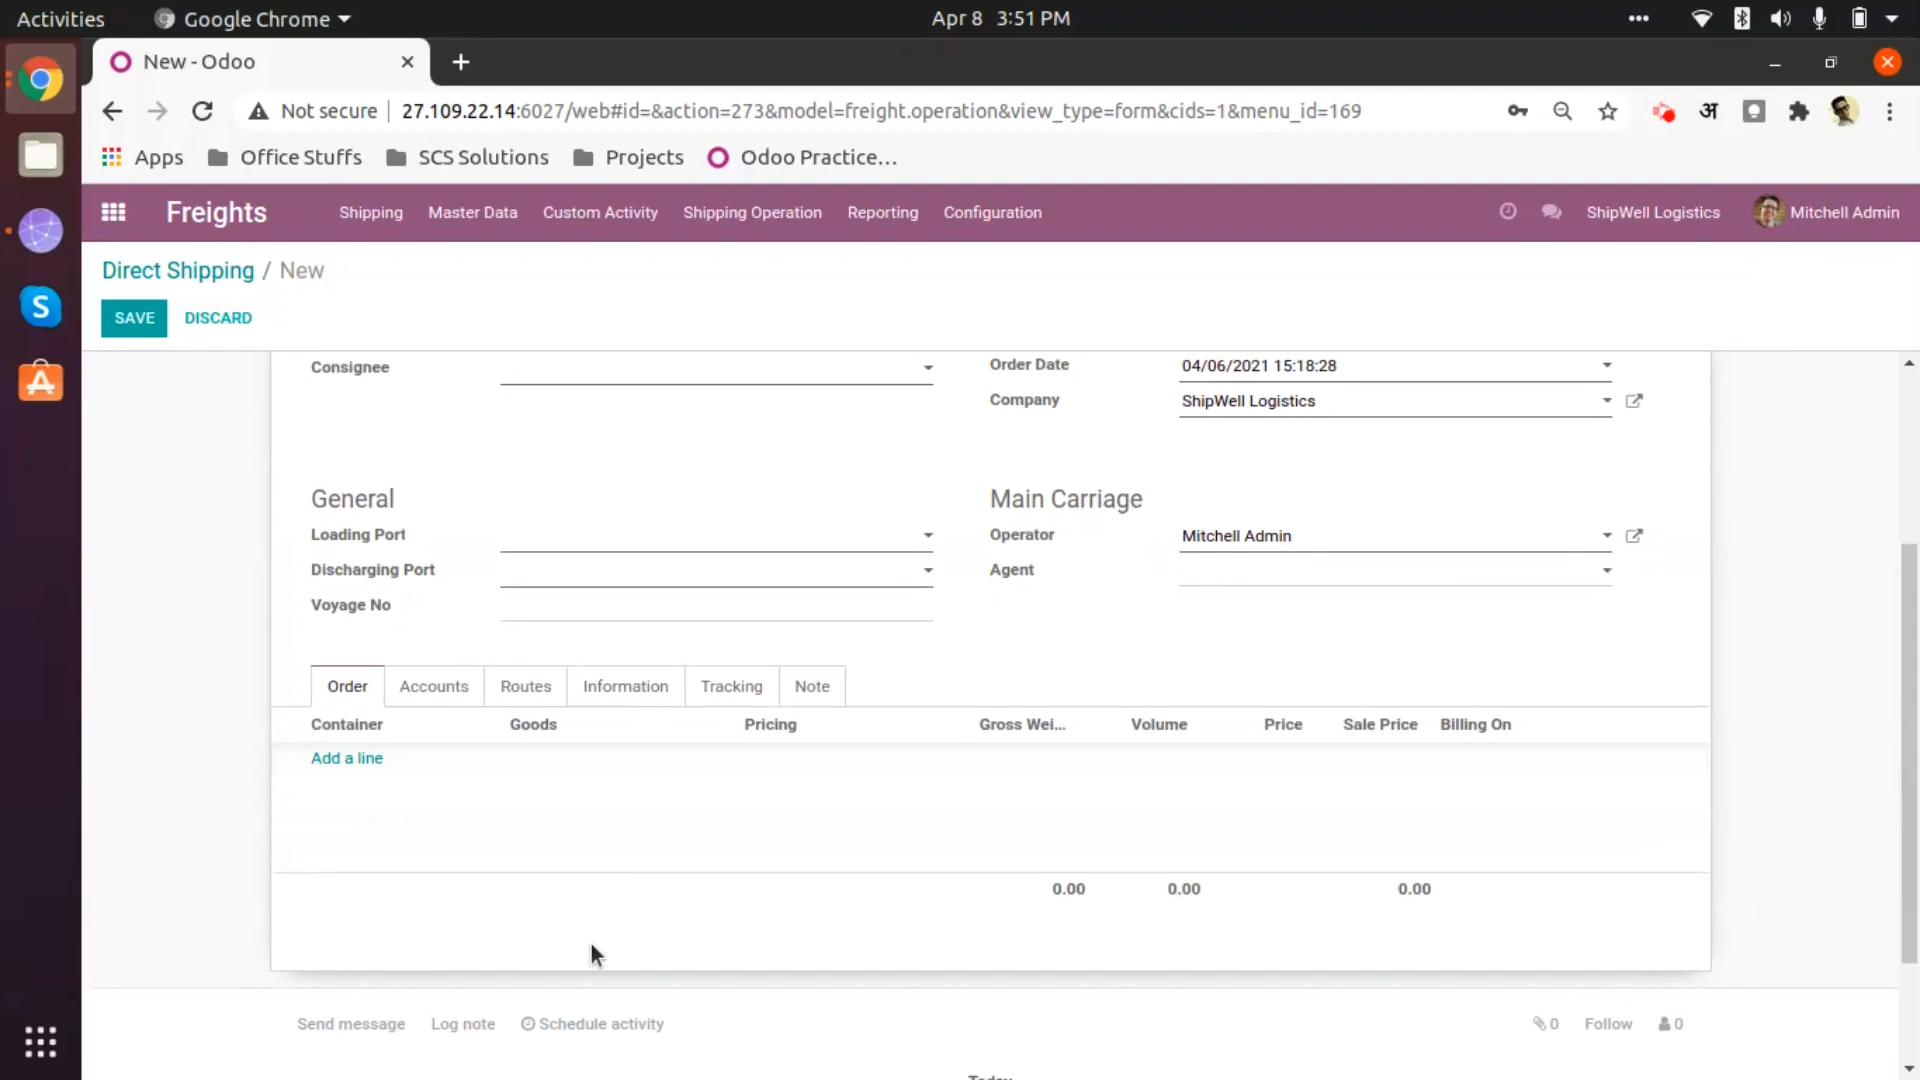 Activities Google Chrome Apr 8 3:51 PM
New - Odoo
Not secure 27.109.22.14:6027/web#id=&action=273&model=freight.operation&view_type=form&cids=1&menu_id=169 अ
Apps Office Stuffs SCS Solutions Projects Odoo Practice...
Freights Shipping Master Data Custom Activity Shipping Operation Reporting Configuration ShipWell Logistics Mitchell Admin
Direct Shipping / New
SAVE DISCARD
Consignee Order Date 04/06/2021 15:18:28
Company ShipWell Logistics
General Main Carriage
Loading Port Operator Mitchell Admin
Discharging Port Agent
Voyage No
Order Accounts Routes Information Tracking Note
Container Goods Pricing Gross Wei... Volume Price Sale Price Billing On
Add a line
0.00 0.00 0.00
Send message Log note Schedule activity 0 Follow 0
Today